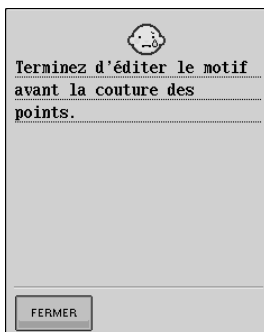 Terminez d'éditer le motif
avant la couture des
points.
FERMER